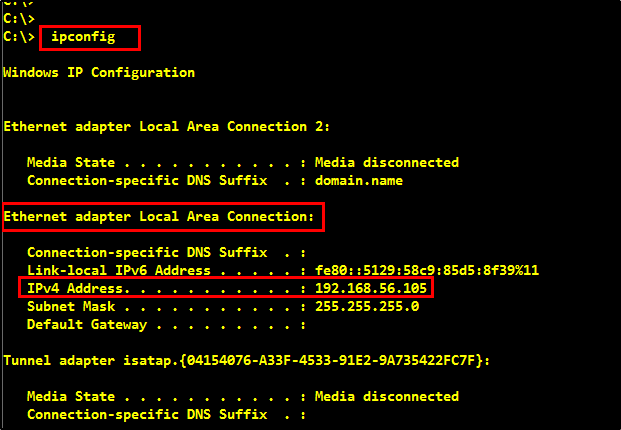 C:\>
C:\>
C:\> ipconfig
Windows IP Configuration
Ethernet adapter Local Area Connection 2:
Media State . . . . . . . . . . . : Media disconnected
Connection-specific DNS Suffix . : domain.name
Ethernet adapter Local Area Connection:
Connection-specific DNS Suffix . :
Link-local IPv6 Address . . . . . : fe80::5129:58c9:85d5:8f39%11
IPv4 Address. . . . . . . . . . . : 192.168.56.105
Subnet Mask . . . . . . . . . . . : 255.255.255.0
Default Gateway . . . . . . . . . :
Tunnel adapter isatap.{04154076-A33F-4533-91E2-9A735422FC7F}:
Media State . . . . . . . . . . . : Media disconnected
Connection-specific DNS Suffix . :